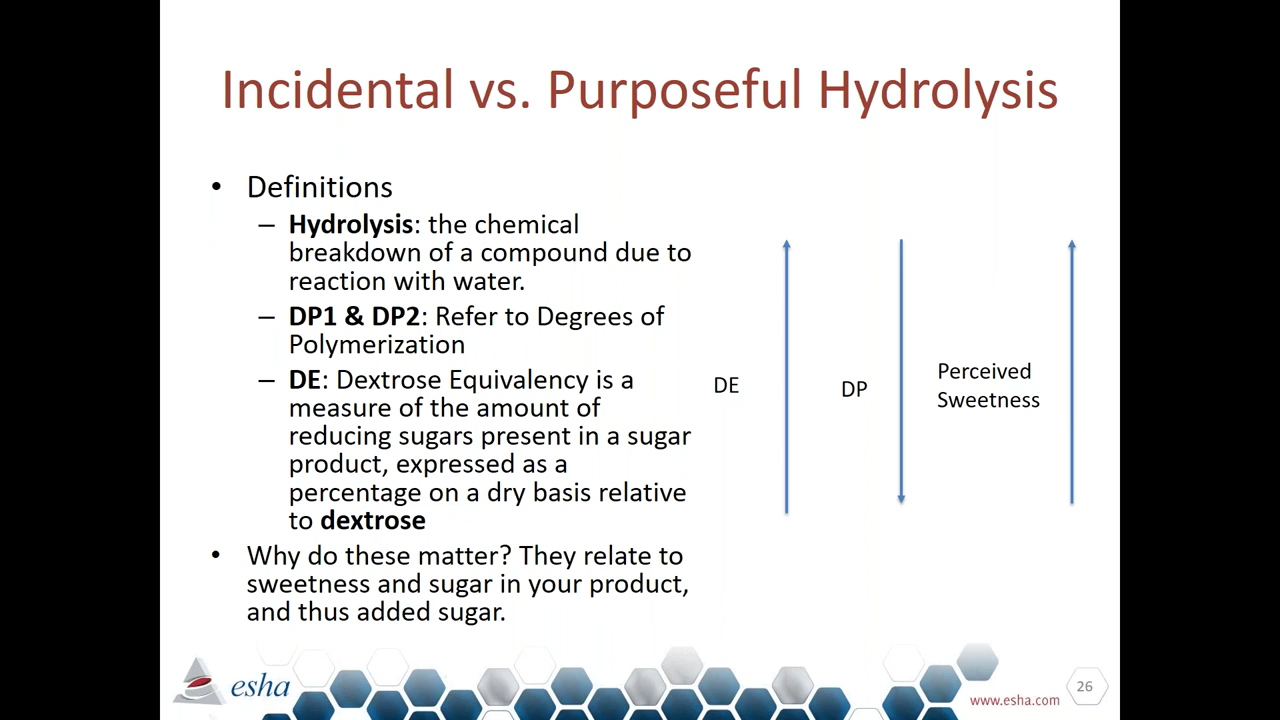 Incidental vs. Purposeful Hydrolysis
• Definitions
– Hydrolysis: the chemical
breakdown of a compound due to
reaction with water.
– DP1 & DP2: Refer to Degrees of
Polymerization
– DE: Dextrose Equivalency is a
measure of the amount of
reducing sugars present in a sugar
product, expressed as a
percentage on a dry basis relative
to dextrose
• Why do these matter? They relate to
sweetness and sugar in your product,
and thus added sugar.
DE
DP
Perceived
Sweetness
esha
www.esha.com
26